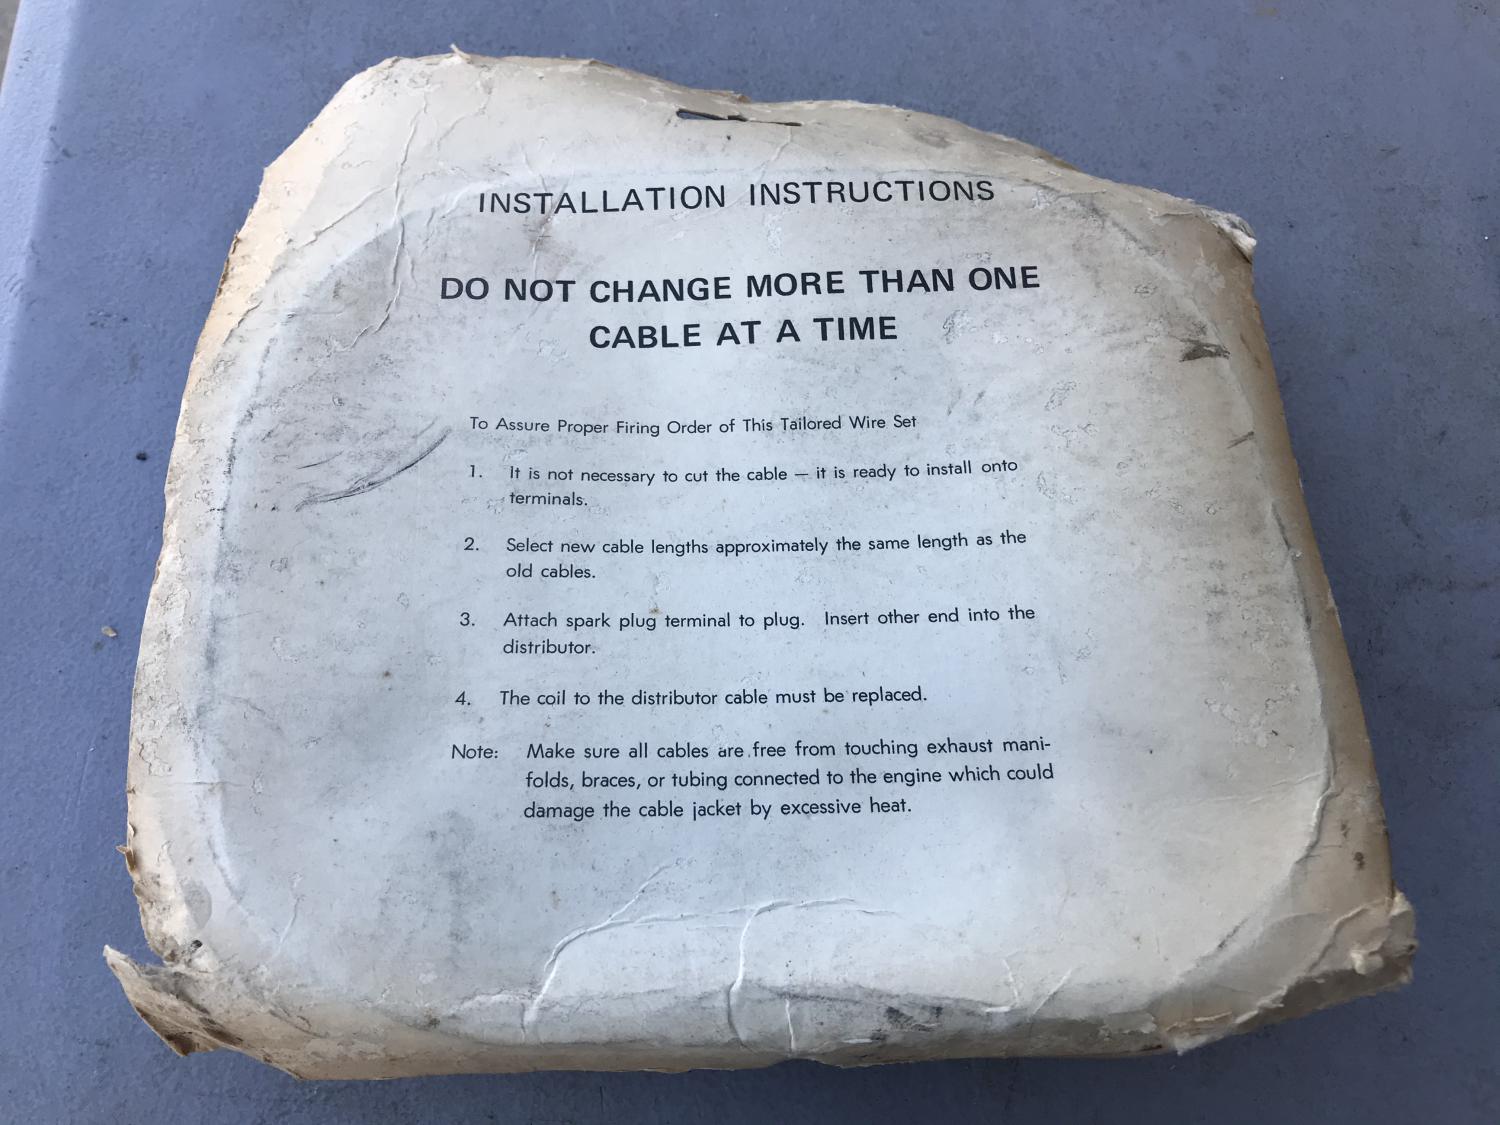 INSTALLATION INSTRUCTIONS
DO NOT CHANGE MORE THAN ONE
CABLE AT A TIME
To Assure Proper Firing Order of This Tailored Wire Set
1. It is not necessary to cut the cable — it is ready to install onto
terminals.
2. Select new cable lengths approximately the same length as the
old cables.
3. Attach spark plug terminal to plug. Insert other end into the
distributor.
4. The coil to the distributor cable must be replaced.
Note: Make sure all cables are free from touching exhaust mani-
folds, braces, or tubing connected to the engine which could
damage the cable jacket by excessive heat.